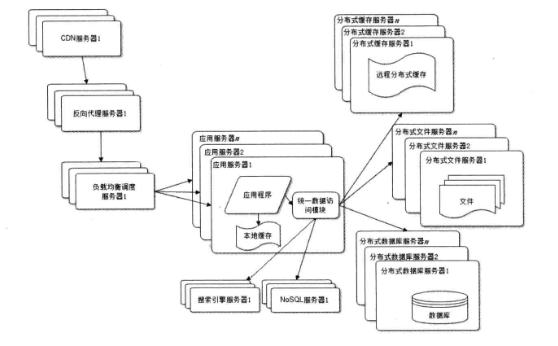 CDN服务器1
反向代理服务器1
负载均衡调度
服务器1
应用服务器n
应用服务器2
应用服务器1
应用程序
统一数据访
问模块
本地缓存
搜索引擎服务器1
NoSQL服务器1
分布式缓存服务器n
分布式缓存服务器2
分布式缓存服务器1
远程分布式缓存
分布式文件服务器n
分布式文件服务器2
分布式文件服务器1
文件
分布式数据库服务器n
分布式数据库服务器2
分布式数据库服务器1
数据库